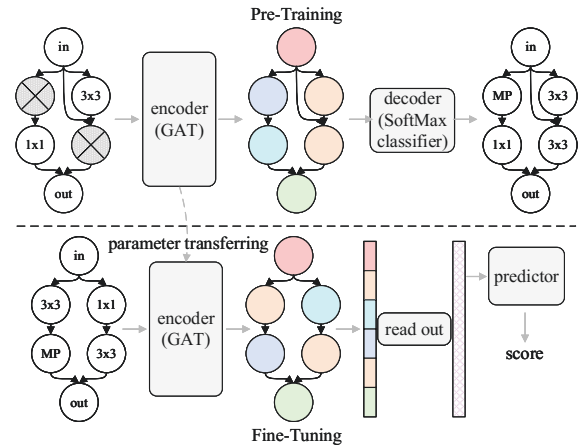 Pre-Training
in
3x3
1x1
out
encoder
(GAT)
decoder
(SoftMax
classifier)
in
MP
3x3
1x1
3x3
out
parameter transferring
in
3x3
1x1
MP
3x3
out
encoder
(GAT)
read out
predictor
score
Fine-Tuning